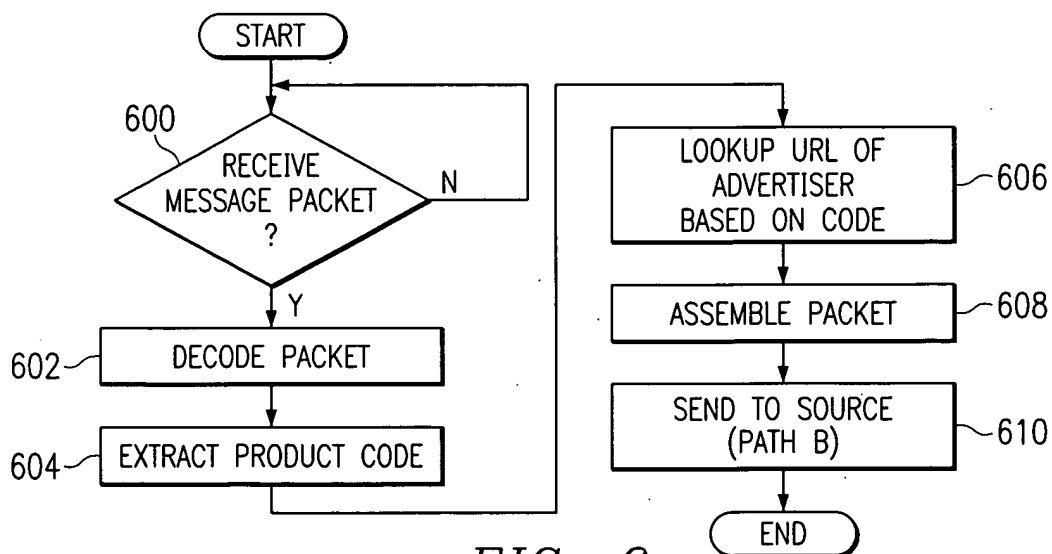 START
600
RECEIVE
MESSAGE PACKET
?
N
Y
602
DECODE PACKET
604
EXTRACT PRODUCT CODE
LOOKUP URL OF
ADVERTISER
BASED ON CODE
606
ASSEMBLE PACKET
608
SEND TO SOURCE
(PATH B)
610
END